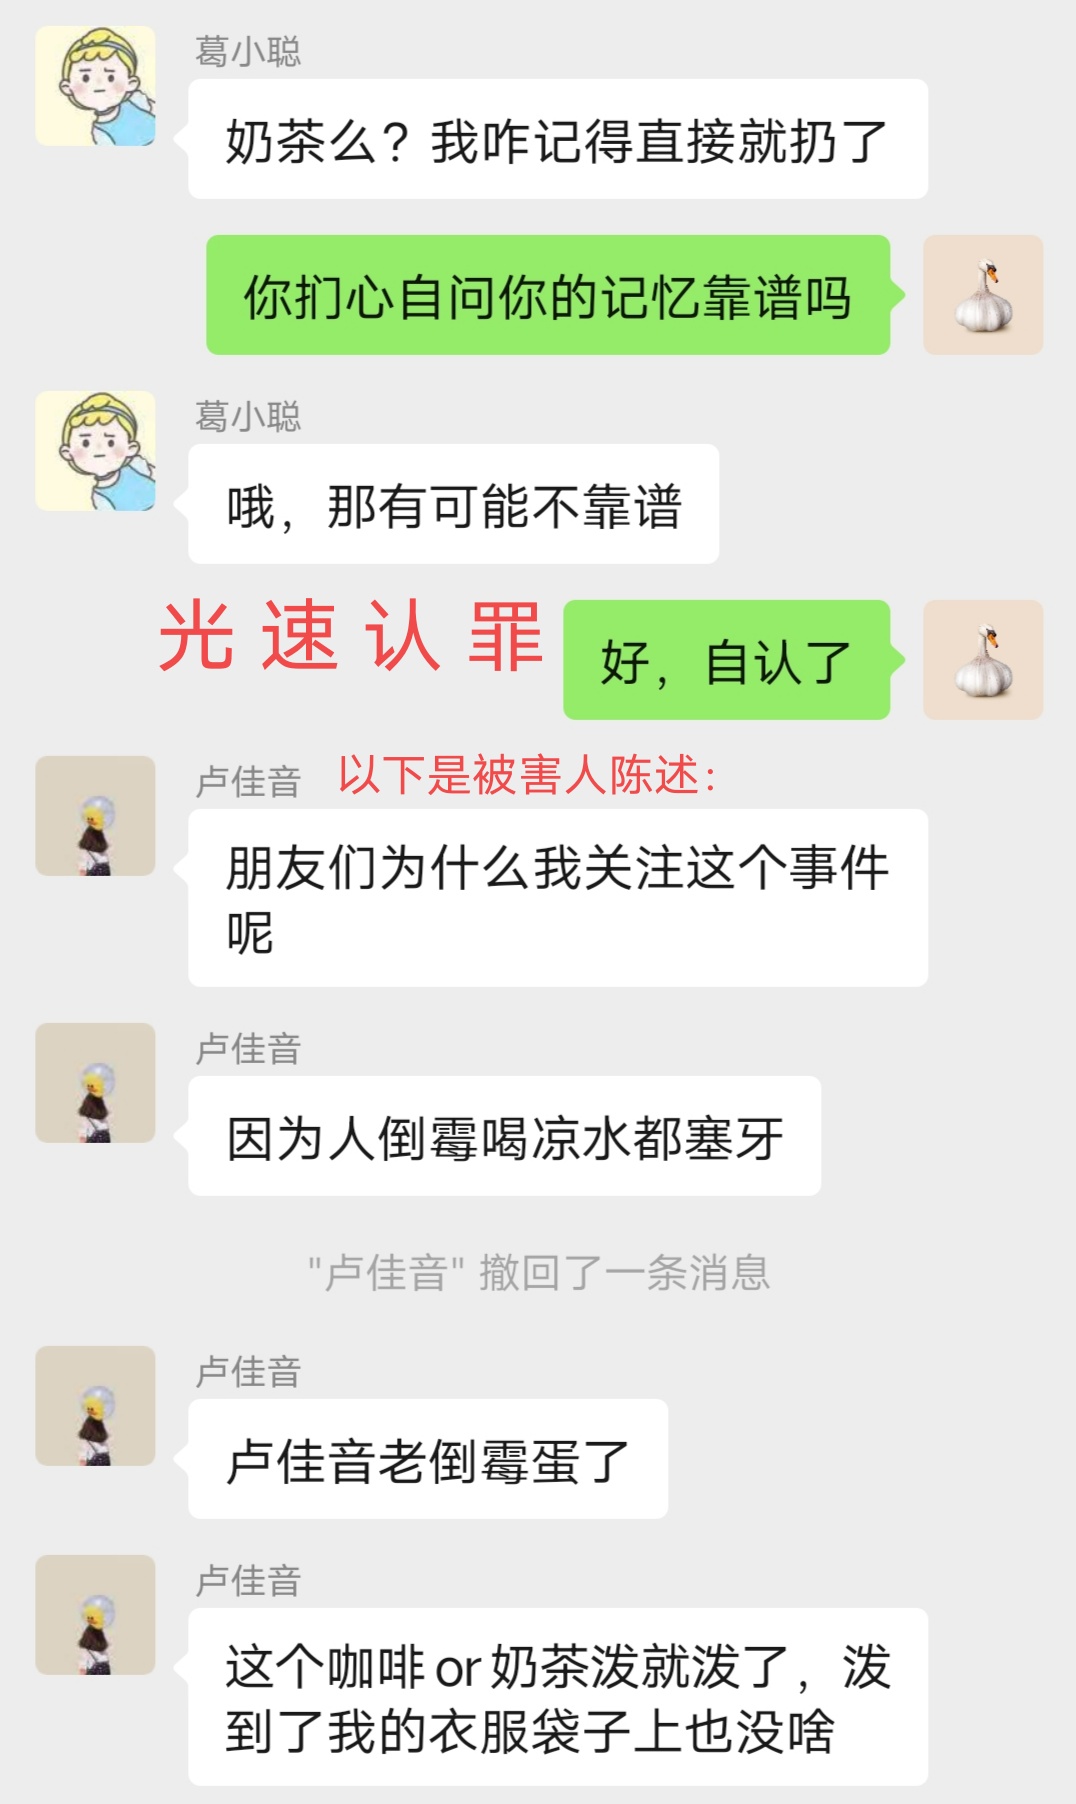 葛小聪
奶茶么？我咋记得直接就扔了
你扪心自问你的记忆靠谱吗
葛小聪
哦，那有可能不靠谱
光速认罪
好，自认了
卢佳音
以下是被害人陈述：
朋友们为什么我关注这个事件
呢
卢佳音
因为人倒霉喝凉水都塞牙
"卢佳音" 撤回了一条消息
卢佳音
卢佳音老倒霉蛋了
卢佳音
这个咖啡or奶茶泼就泼了，泼
到了我的衣服袋子上也没啥